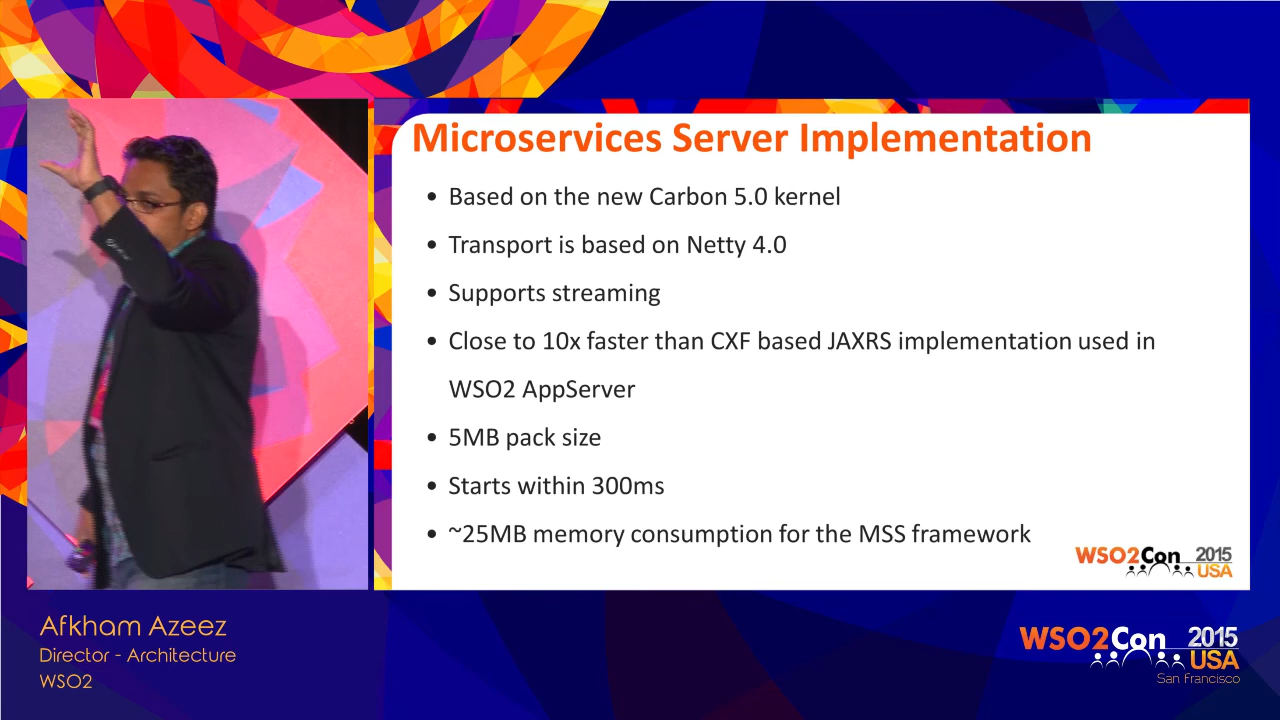 Microservices Server Implementation
• Based on the new Carbon 5.0 kernel
• Transport is based on Netty 4.0
• Supports streaming
• Close to 10x faster than CXF based JAXRS implementation used in
WSO2 AppServer
• 5MB pack size
• Starts within 300ms
• ~25MB memory consumption for the MSS framework
WSO2Con 2015
USA
Afkham Azeez
Director - Architecture
WSO2
WSO2Con 2015
USA
San Francisco